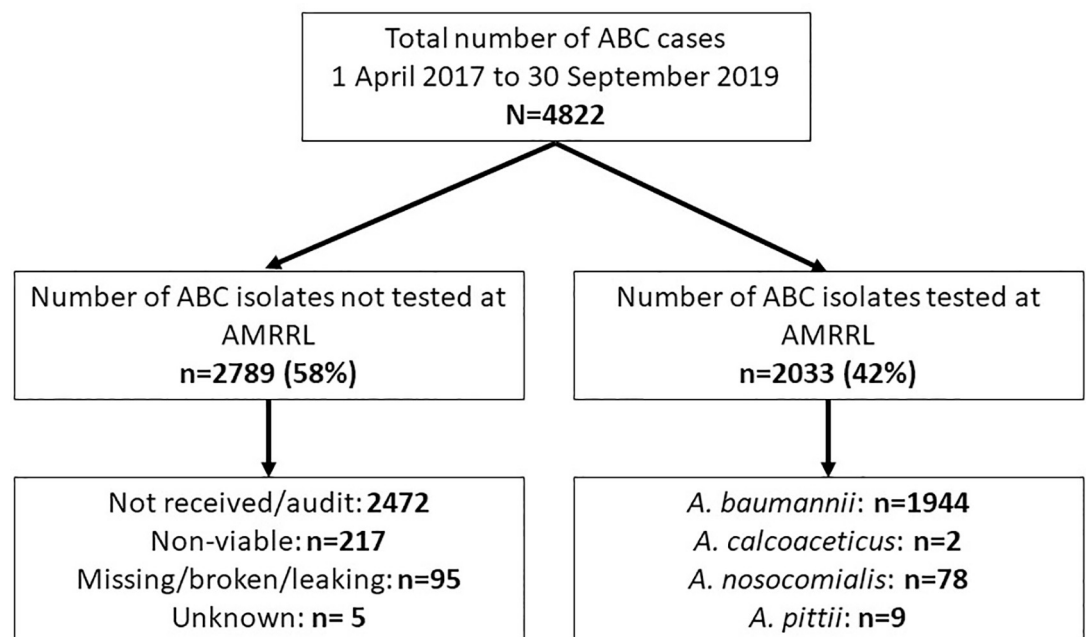 Total number of ABC cases
1 April 2017 to 30 September 2019
N=4822
Number of ABC isolates not tested at
AMRRL
n=2789 (58%)
Number of ABC isolates tested at
AMRRL
n=2033 (42%)
Not received/audit: 2472
Non-viable: n=217
Missing/broken/leaking: n=95
Unknown: n= 5
A. baumannii: n=1944
A. calcoaceticus: n=2
A. nosocomialis: n=78
A. pittii: n=9